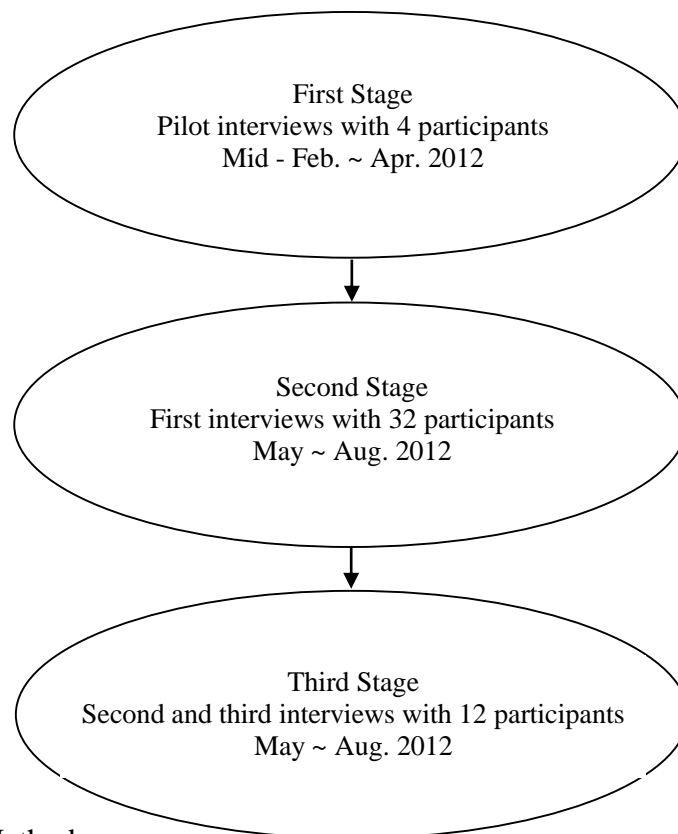 First Stage
Pilot interviews with 4 participants
Mid - Feb. ~ Apr. 2012
Second Stage
First interviews with 32 participants
May ~ Aug. 2012
Third Stage
Second and third interviews with 12 participants
May ~ Aug. 2012